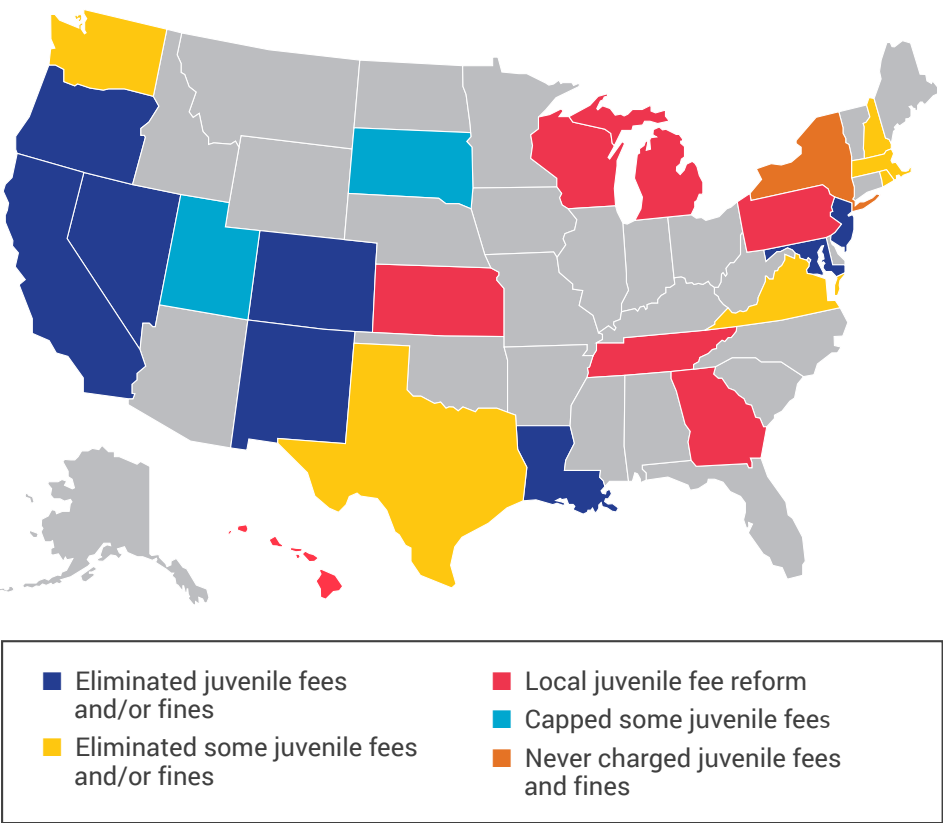 Eliminated juvenile fees
and/or fines
Eliminated some juvenile fees
and/or fines
Local juvenile fee reform
Capped some juvenile fees
Never charged juvenile fees
and fines